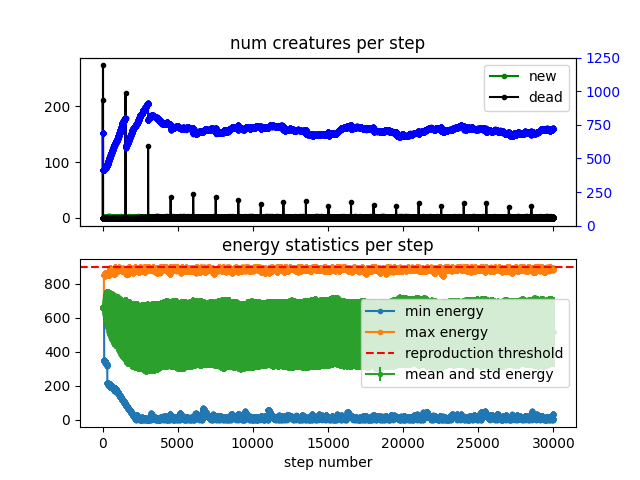 num creatures per step
1250
1000
750
500
250
0
200
100
0
new
dead
energy statistics per step
800
600
400
200
0
min energy
max energy
reproduction threshold
mean and std energy
0 5000 10000 15000 20000 25000 30000
step number